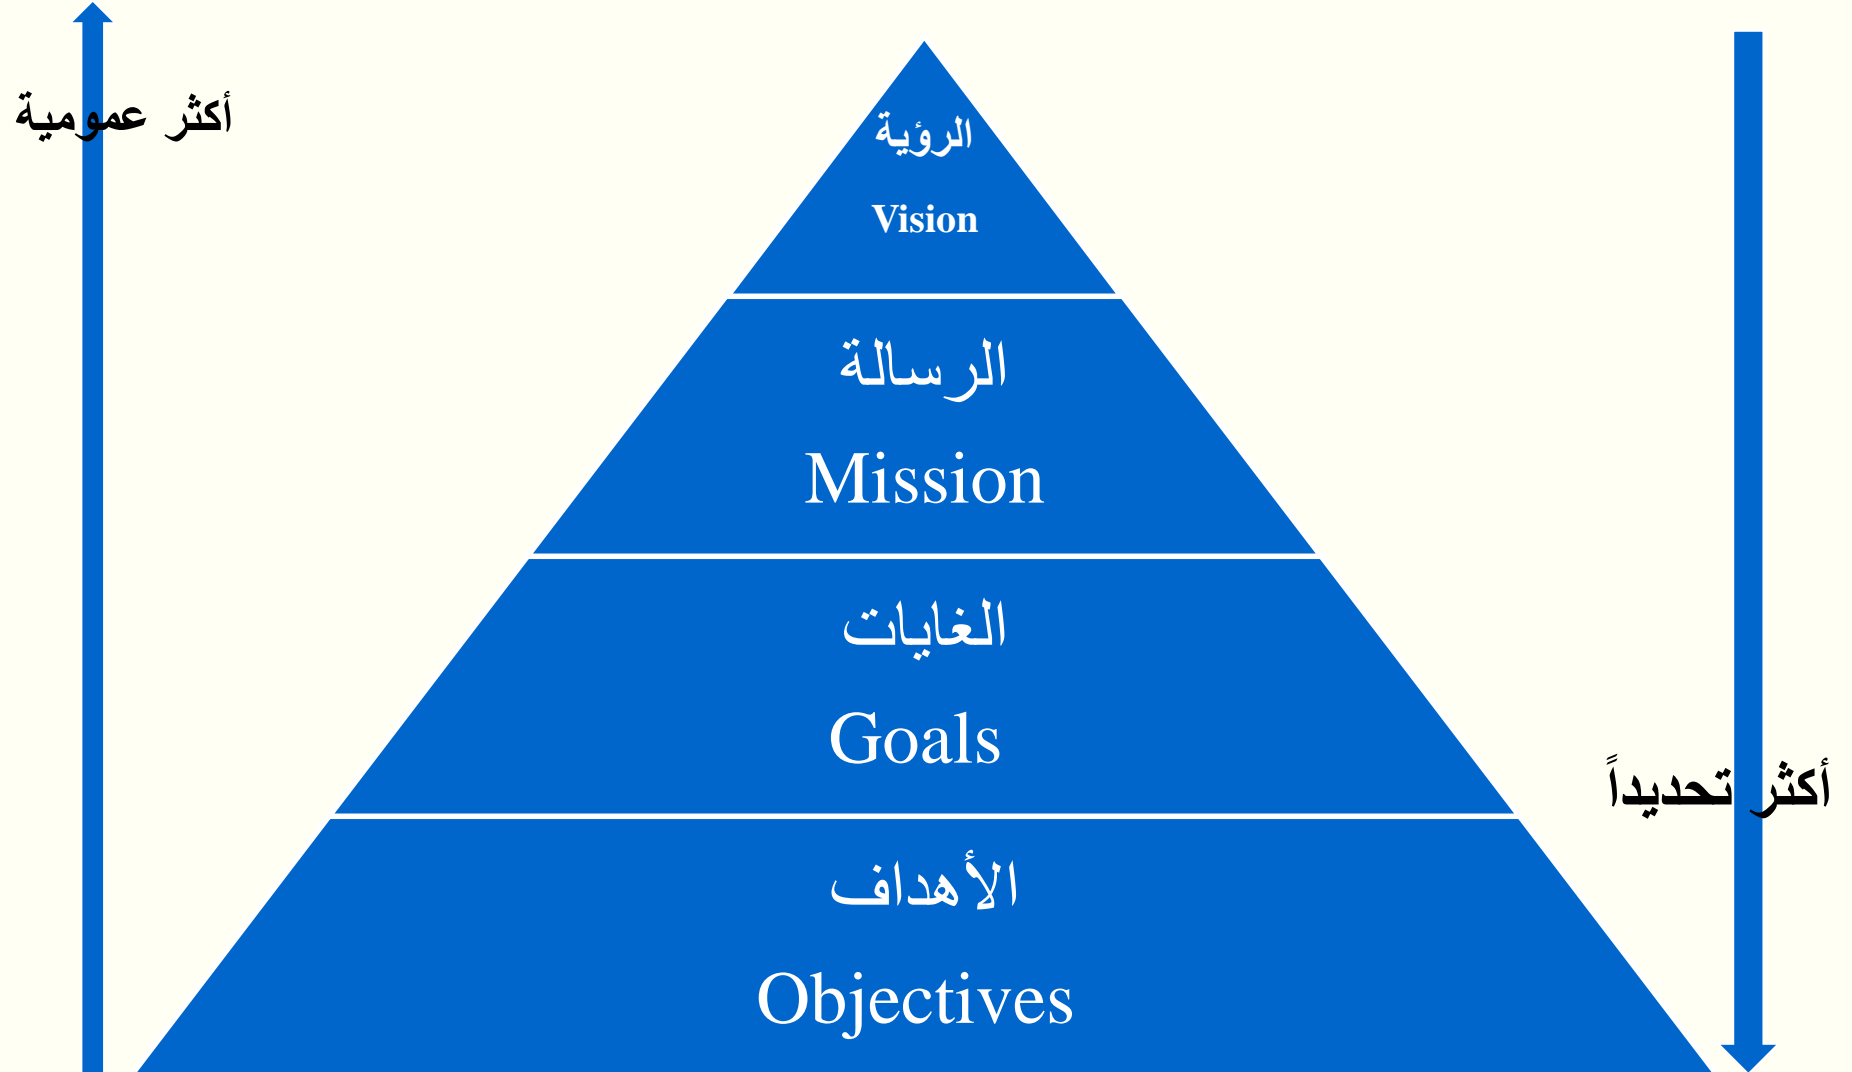 أكثر عمومية
الرؤية
Vision
الرسالة
Mission
الغايات
Goals
أكثر تحديداً
الأهداف
Objectives